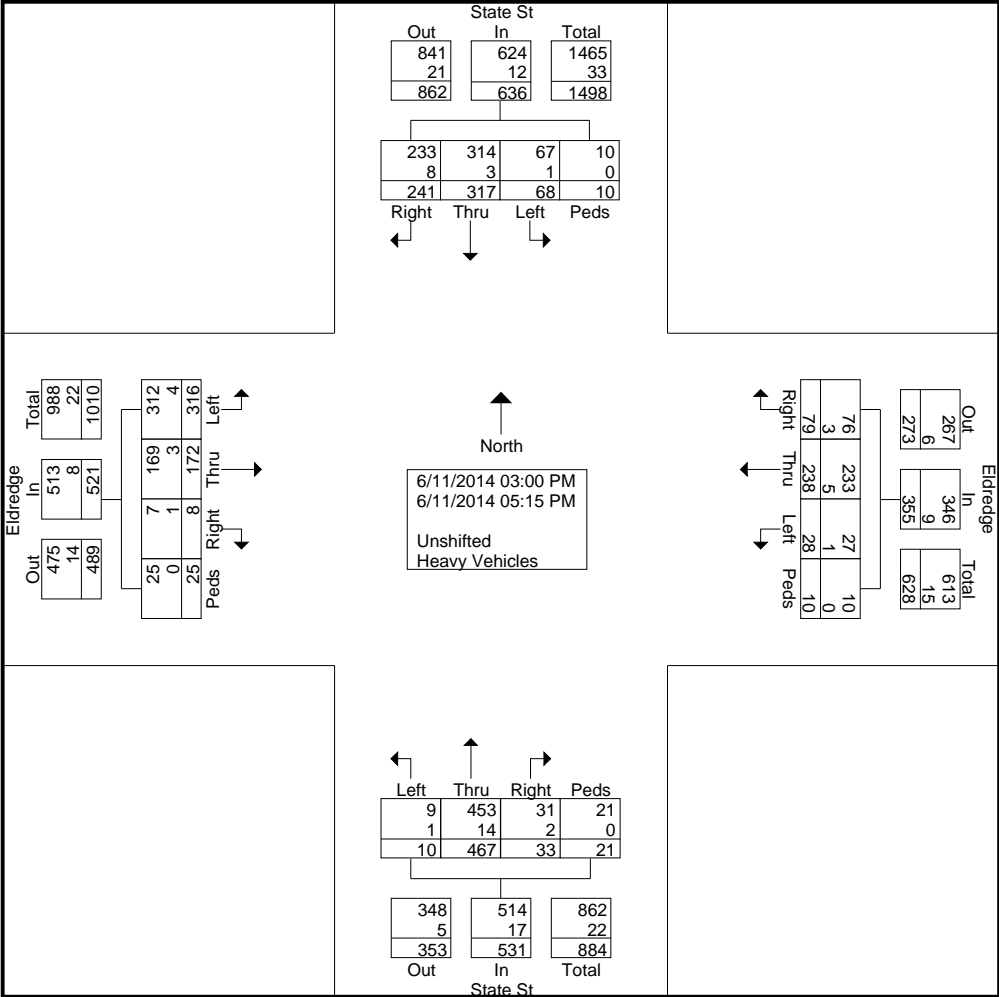 State St
Out In Total
841 624 1465
21 12 33
862 636 1498
233 314 67 10
8 3 1 0
241 317 68 10
Right Thru Left Peds
Eldredge
Total In Out
988 513 475
22 8 14
1010 521 489
312 169 7 25
4 3 1 0
316 172 8 25
Left Thru Right Peds
North
6/11/2014 03:00 PM
6/11/2014 05:15 PM
Unshifted
Heavy Vehicles
Eldredge
Out In Total
267 346 613
6 9 15
273 355 628
76 233 27 10
3 5 1 0
79 238 28 10
Right Thru Left Peds
Left Thru Right Peds
9 453 31 21
1 14 2 0
10 467 33 21
348 514 862
5 17 22
353 531 884
Out In Total
State St